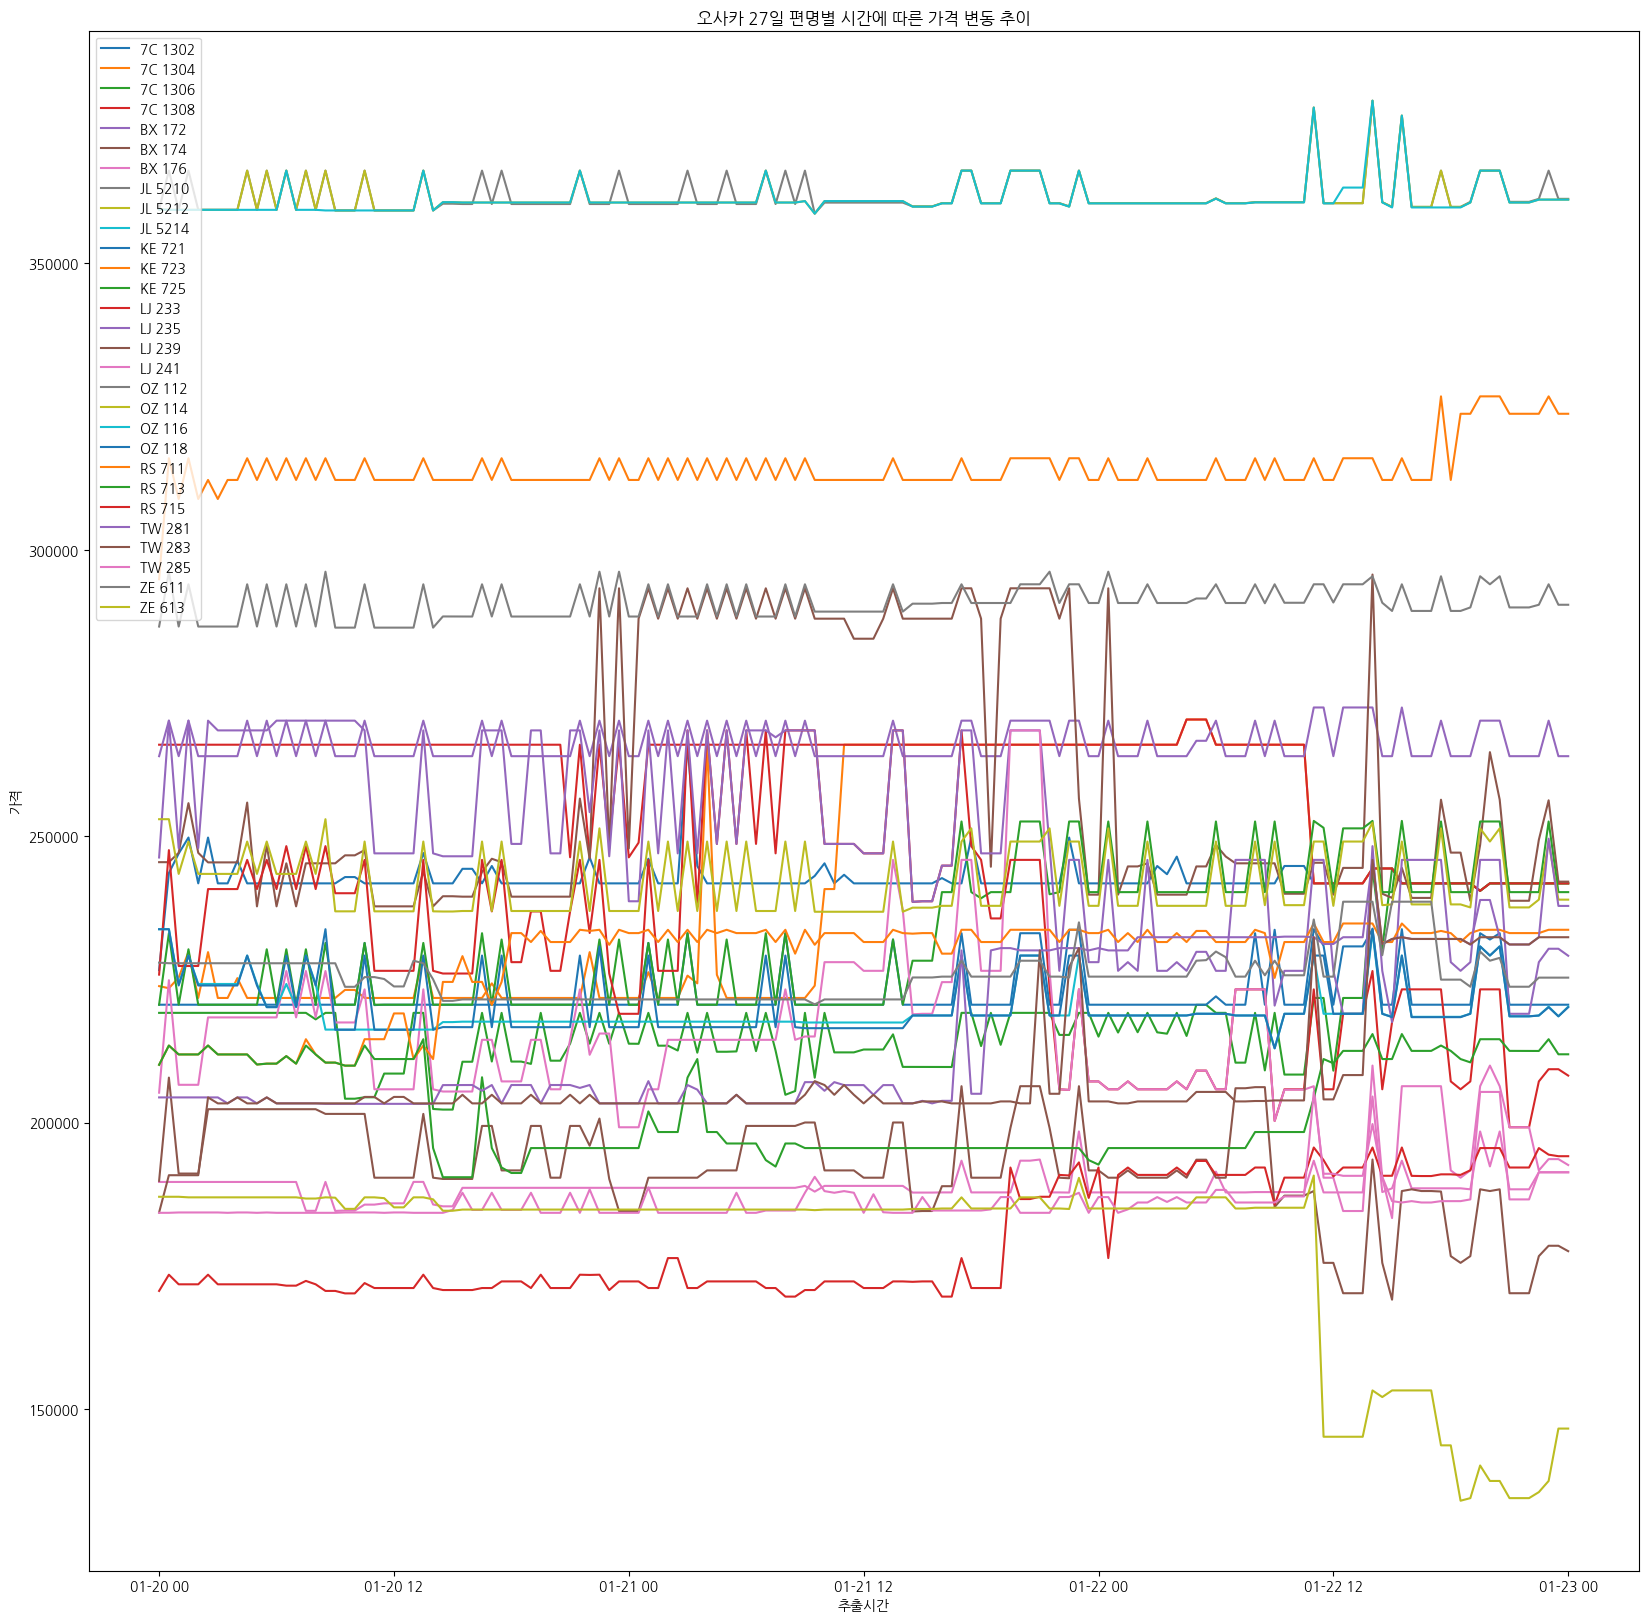 오사카 27일 편명별 시간에 따른 가격 변동 추이
7C 1302
7C 1304
7C 1306
7C 1308
BX 172
BX 174
BX 176
JL 5210
JL 5212
JL 5214
KE 721
KE 723
KE 725
LJ 233
LJ 235
LJ 239
LJ 241
OZ 112
OZ 114
OZ 116
OZ 118
RS 711
RS 713
RS 715
TW 281
TW 283
TW 285
ZE 611
ZE 613
가격
350000
300000
250000
200000
150000
01-20 00
01-20 12
01-21 00
01-21 12
01-22 00
01-22 12
01-23 00
추출시간